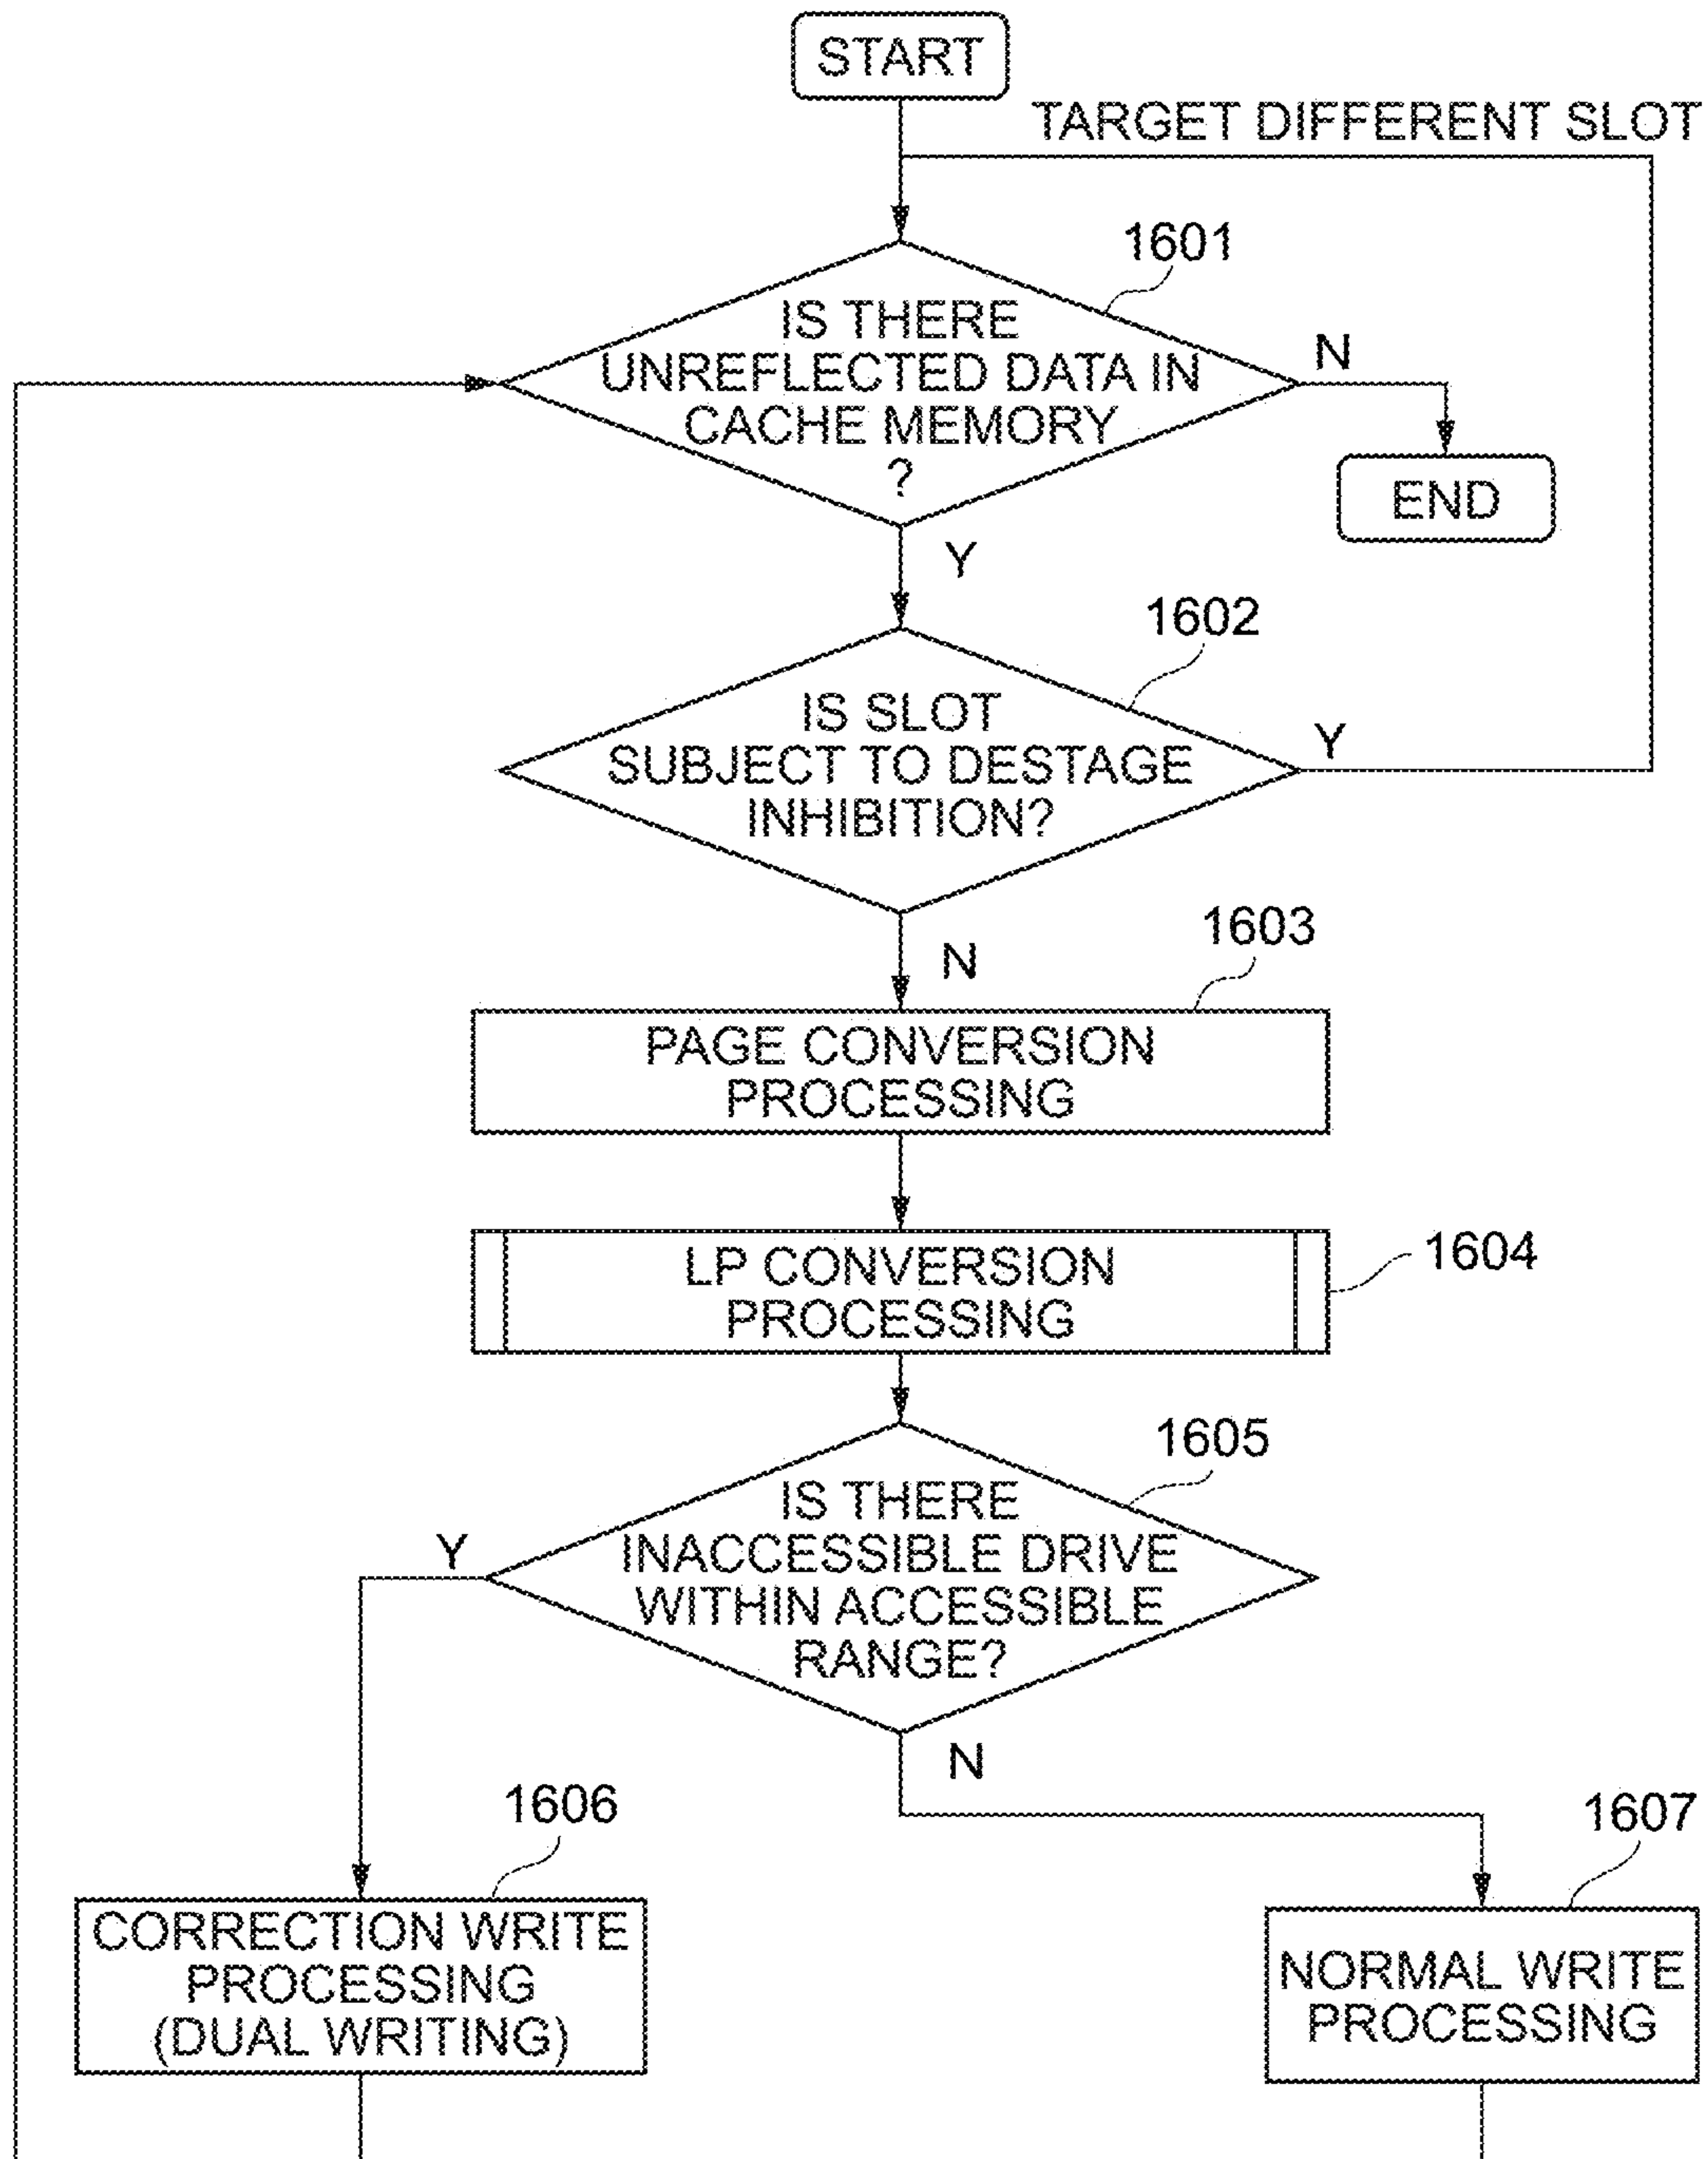 START
TARGET DIFFERENT SLOT
1601
IS THERE
UNREFLECTED DATA IN
CACHE MEMORY
?
N
END
Y
1602
IS SLOT
SUBJECT TO DESTAGE
INHIBITION?
Y
N
1603
PAGE CONVERSION
PROCESSING
LP CONVERSION
PROCESSING
1604
1605
IS THERE
INACCESSIBLE DRIVE
WITHIN ACCESSIBLE
RANGE?
Y
N
1606
CORRECTION WRITE
PROCESSING
(DUAL WRITING)
1607
NORMAL WRITE
PROCESSING